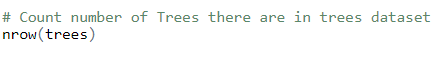 # Count number of Trees there are in trees dataset
nrow(trees)